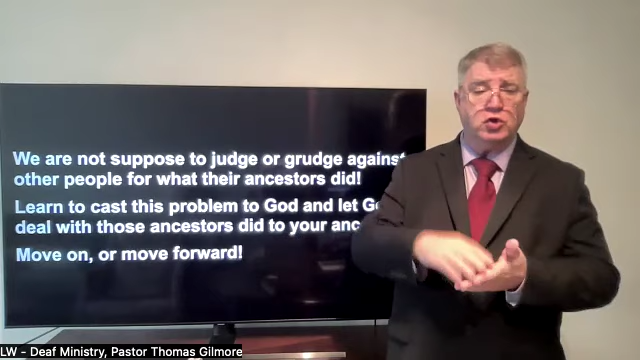 We are not suppose to judge or grudge against
other people for what their ancestors did!
Learn to cast this problem to God and let
deal with those ancestors did to your
Move on, or move forward!
LW - Deaf Ministry, Pastor Thomas Gilmore